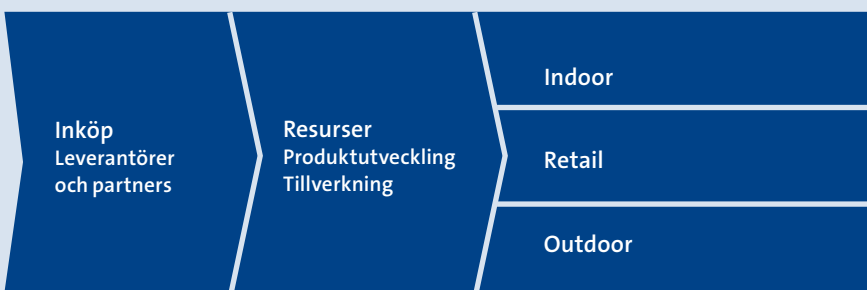 Inköp
Leverantörer
och partners
Resurser
Produktutveckling
Tillverkning
Indoor
Retail
Outdoor